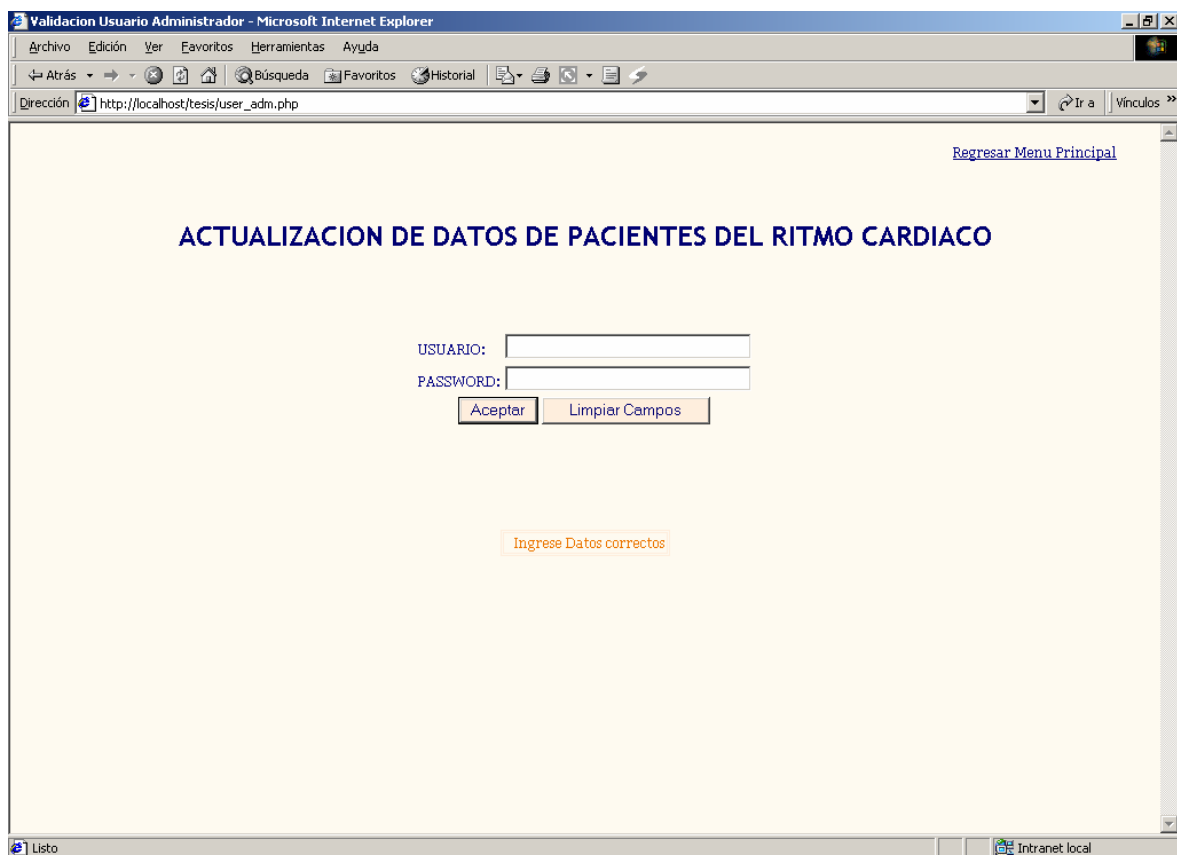 Validacion Usuario Administrador - Microsoft Internet Explorer
Archivo Edición Ver Favoritos Herramientas Ayuda
Atrás Búsqueda Favoritos Historial
Dirección http://localhost/tesis/user_adm.php Ir a Vínculos »
Regresar Menu Principal
ACTUALIZACION DE DATOS DE PACIENTES DEL RITMO CARDIACO
USUARIO:
PASSWORD:
Aceptar Limpiar Campos
Ingrese Datos correctos
Listo Intranet local